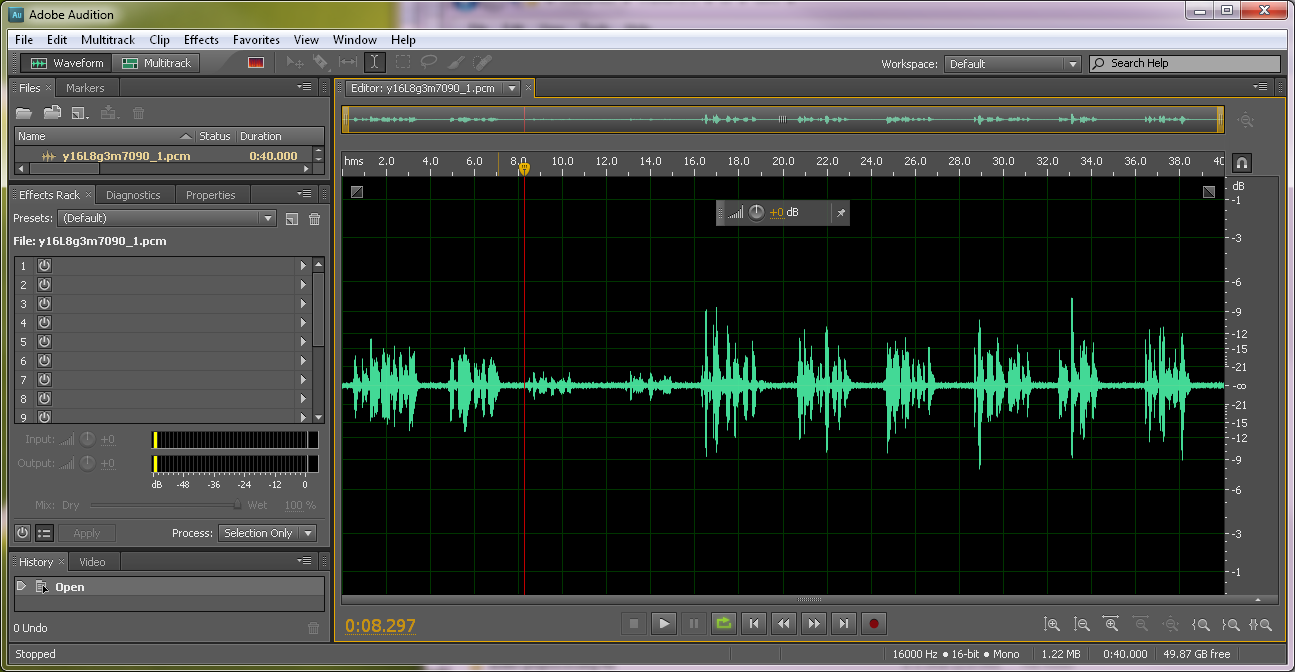 Au Adobe Audition
File Edit Multitrack Clip Effects Favorites View Window Help
Waveform Multitrack Workspace: Default Search Help
Files × Markers
Name Status Duration
y16L8g3m7090_1.pcm 0:40.000
Effects Rack × Diagnostics Properties
Presets: (Default)
File: y16L8g3m7090_1.pcm
1
2
3
4
5
6
7
8
9
Input: +0
Output: +0
dB -48 -36 -24 -12 0
Mix: Dry Wet 100 %
Apply Process: Selection Only
History × Video
Open
0 Undo
Stopped
Editor: y16L8g3m7090_1.pcm ×
hms 2.0 4.0 6.0 8.0 10.0 12.0 14.0 16.0 18.0 20.0 22.0 24.0 26.0 28.0 30.0 32.0 34.0 36.0 38.0 40
+0 dB
dB
-1
-3
-6
-9
-12
-15
-21
-∞
-21
-15
-12
-9
-6
-3
-1
0:08.297
16000 Hz • 16-bit • Mono 1.22 MB 0:40.000 49.87 GB free